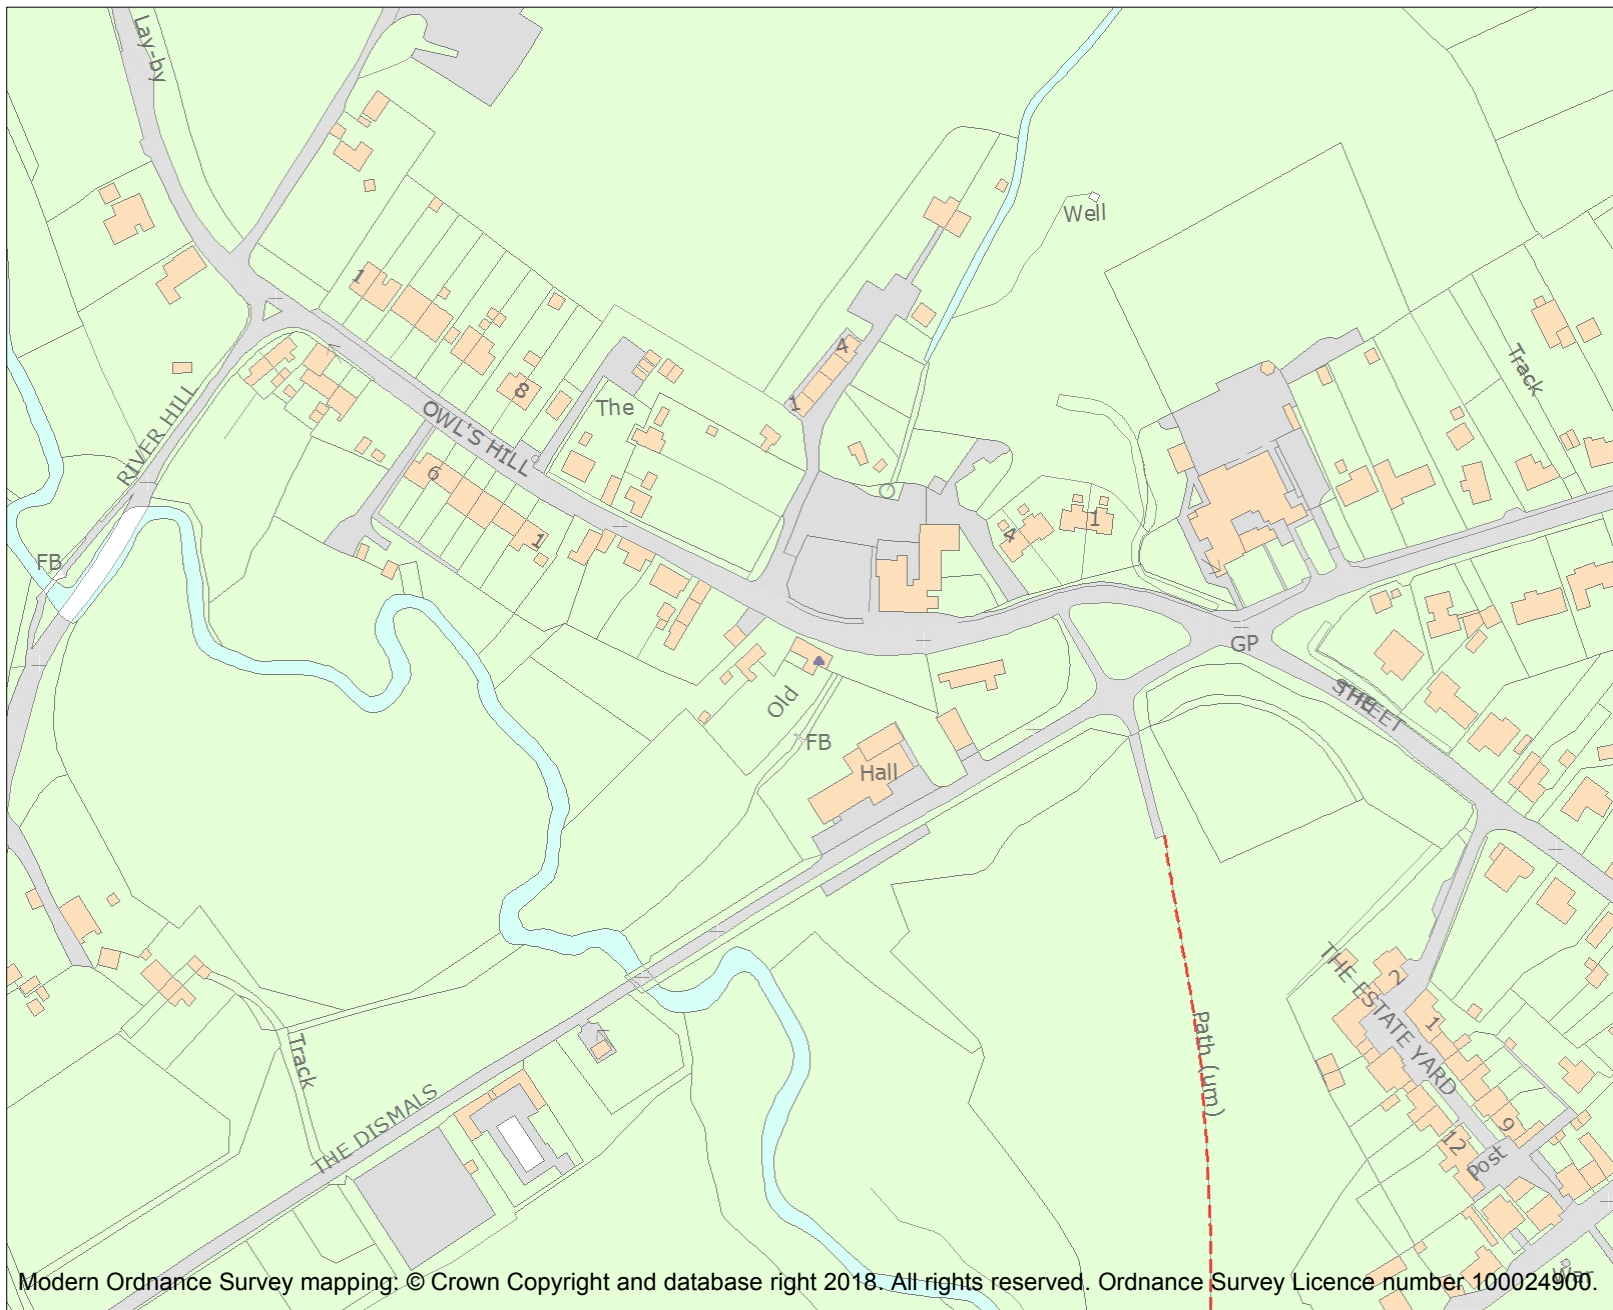 Lay-by
Well
1
4
1
8
The
OWL'S HILL
RIVER HILL
6
1
Track
4
1
FB
GP
Old
FB
Hall
STREET
THE ESTATE YARD
2
1
Path (um)
Track
THE DISMALS
9
12
Post
War
Modern Ordnance Survey mapping: © Crown Copyright and database right 2018. All rights reserved. Ordnance Survey Licence number 100024900.